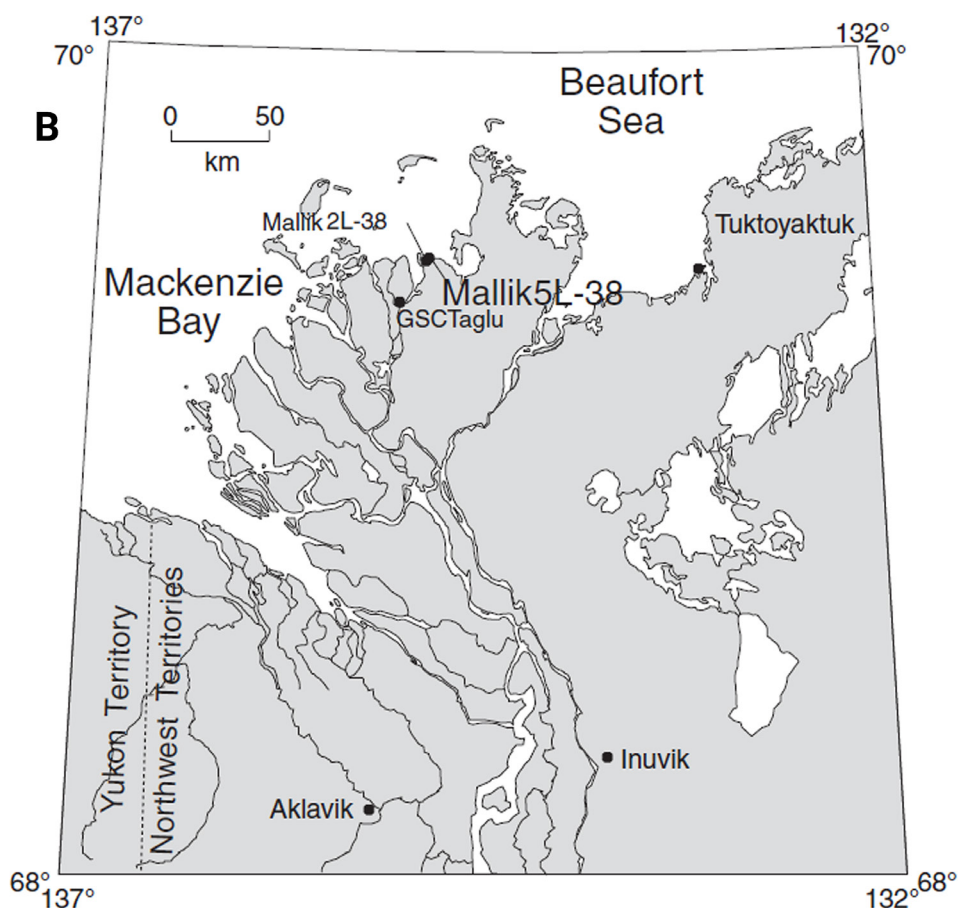 137°
132°
70°
70°
B
0 50
km
Beaufort
Sea
Mallik 2L-38
Tuktoyaktuk
Mackenzie
Bay
Mallik5L-38
GSCTaglu
Yukon Territory
Northwest Territories
Inuvik
Aklavik
68°
68°
137°
132°